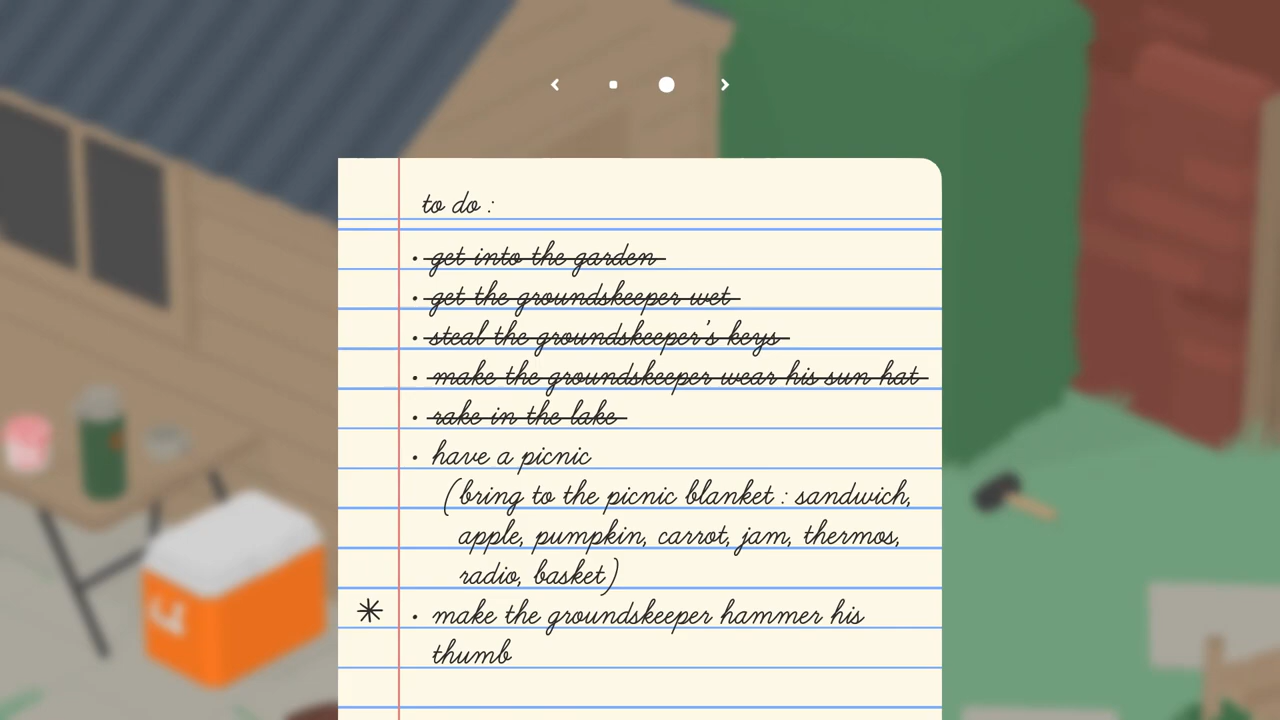 to do :
• get into the garden
• get the groundskeeper wet
• steal the groundskeeper's keys
• make the groundskeeper wear his sun hat
• rake in the lake
• have a picnic
(bring to the picnic blanket : sandwich,
apple, pumpkin, carrot, jam, thermos,
radio, basket)
* • make the groundskeeper hammer his
thumb